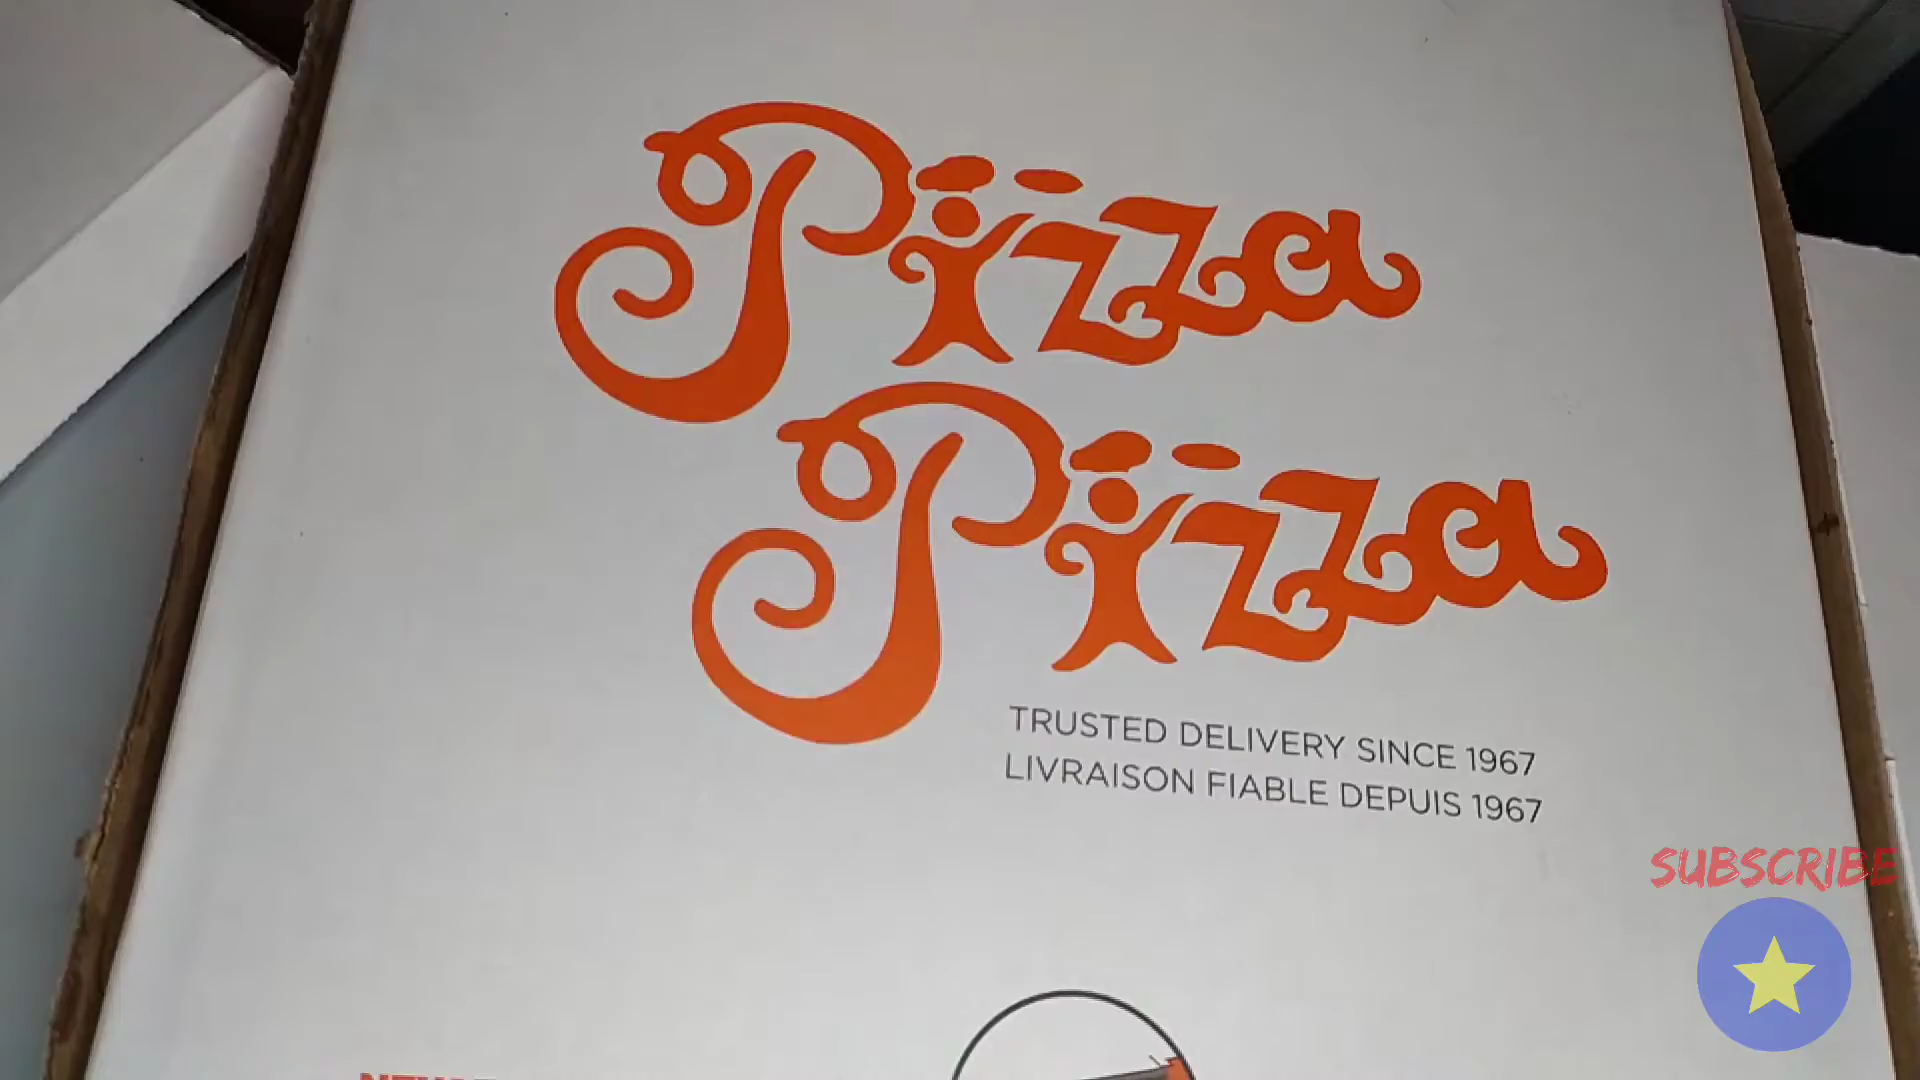 Pizza
Pizza
TRUSTED DELIVERY SINCE 1967
LIVRAISON FIABLE DEPUIS 1967
SUBSCRIBE